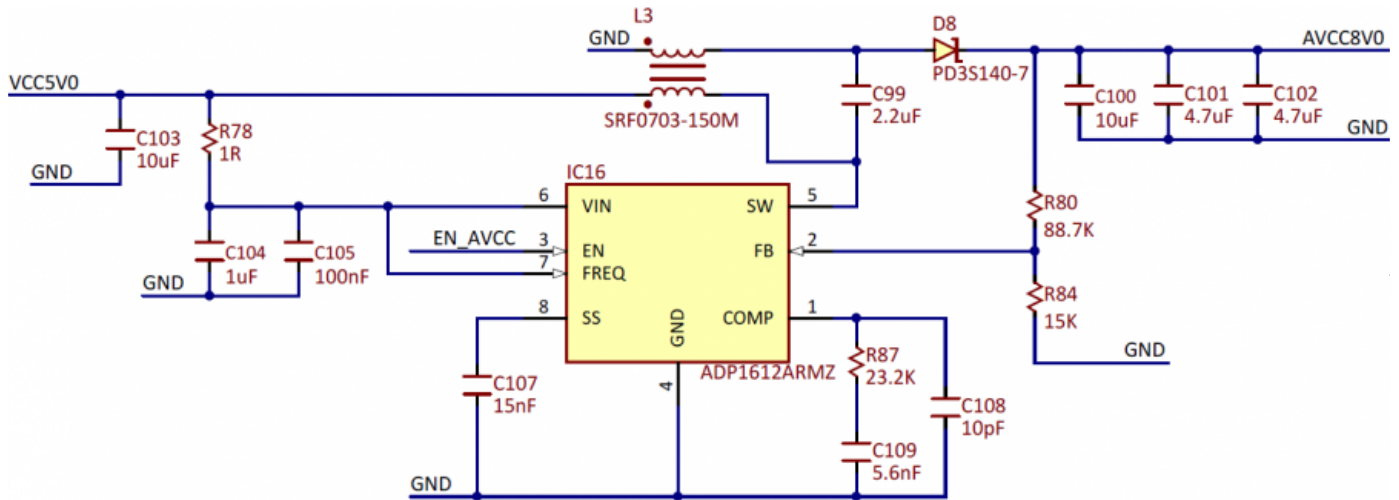 L3
D8
GND
AVCC8V0
PD3S140-7
VCC5V0
C99
2.2uF
C100
10uF
C101
4.7uF
C102
4.7uF
SRF0703-150M
C103
10uF
R78
1R
GND
GND
IC16
6
VIN
SW
5
R80
88.7K
EN_AVCC
3
EN
FB
2
C104
1uF
C105
100nF
7
FREQ
GND
R84
15K
8
SS
GND
COMP
1
GND
4
ADP1612ARMZ
R87
23.2K
C107
15nF
C108
10pF
C109
5.6nF
GND